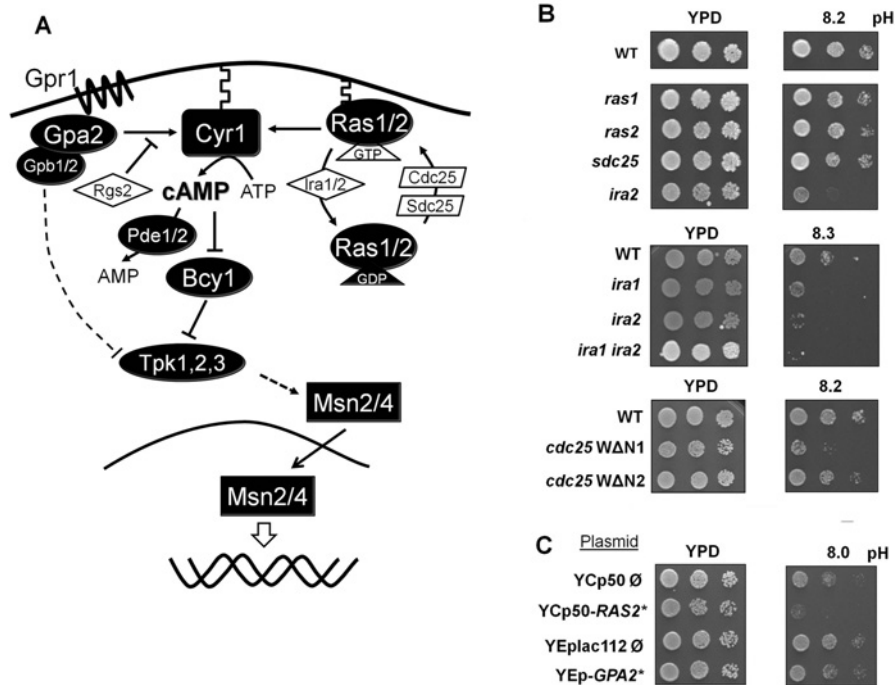 A
Gpr1
Gpa2
Gpb1/2
Rgs2
Cyr1
cAMP
ATP
Pde1/2
AMP
Bcy1
Ras1/2
GTP
Ira1/2
Cdc25
Sdc25
Ras1/2
GDP
Tpk1,2,3
Msn2/4
Msn2/4
B
YPD 8.2 pH
WT
ras1
ras2
sdc25
ira2
YPD 8.3
WT
ira1
ira2
ira1 ira2
YPD 8.2
WT
cdc25 WΔN1
cdc25 WΔN2
C Plasmid
YPD 8.0 pH
YCp50 Ø
YCp50-RAS2*
YEplac112 Ø
YEp-GPA2*